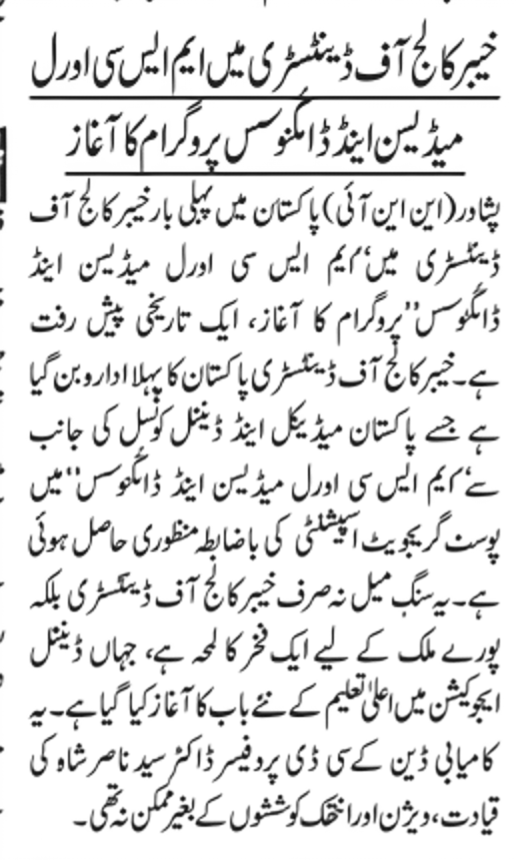 خیبر کالج آف ڈینٹسٹری میں ایم ایس سی اورل
میڈیسن اینڈ ڈائگنوسس پروگرام کا آغاز
پشاور(این این آئی) پاکستان میں پہلی بار خیبر کالج آف
ڈینٹسٹری میں ‘‘ایم ایس سی اورل میڈیسن اینڈ
ڈائگنوسس’’ پروگرام کا آغاز، ایک تاریخی پیش رفت
ہے۔ خیبر کالج آف ڈینٹسٹری پاکستان کا پہلا ادارو بن گیا
ہے جسے پاکستان میڈیکل اینڈ ڈینٹل کونسل کی جانب
سے ‘‘ایم ایس سی اورل میڈیسن اینڈ ڈائگنوسس’’ میں
پوسٹ گریجویٹ اسپیشلٹی کی باضابطہ منظوری حاصل ہوئی
ہے۔ یہ سنگ میل نہ صرف خیبر کالج آف ڈینٹسٹری بلکہ
پورے ملک کے لیے ایک فخر کا لمحہ ہے، جہاں ڈینٹل
ایجوکیشن میں اعلیٰ تعلیم کے نئے باب کا آغاز کیا گیا ہے۔ یہ
کامیابی ڈین کے سی ڈی پروفیسر ڈاکٹر سید ناصر شاہ کی
قیادت، ویژن اور انتھک کوششوں کے بغیر ممکن نہ تھی۔